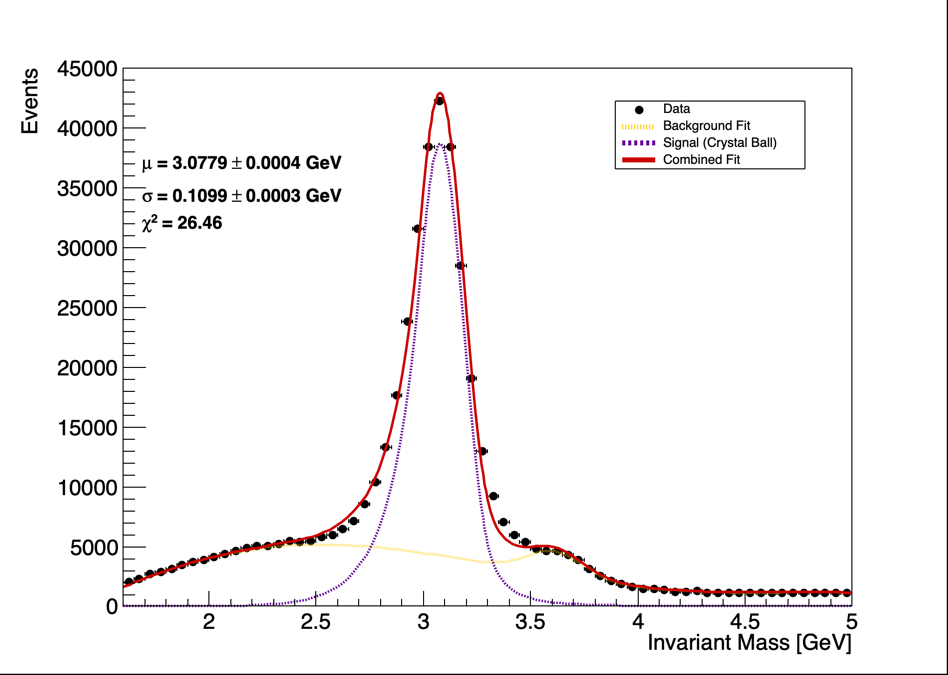 Events
45000
40000
35000
30000
25000
20000
15000
10000
5000
0
μ = 3.0779 ± 0.0004 GeV
σ = 0.1099 ± 0.0003 GeV
χ² = 26.46
Data
Background Fit
Signal (Crystal Ball)
Combined Fit
2 2.5 3 3.5 4 4.5 5
Invariant Mass [GeV]